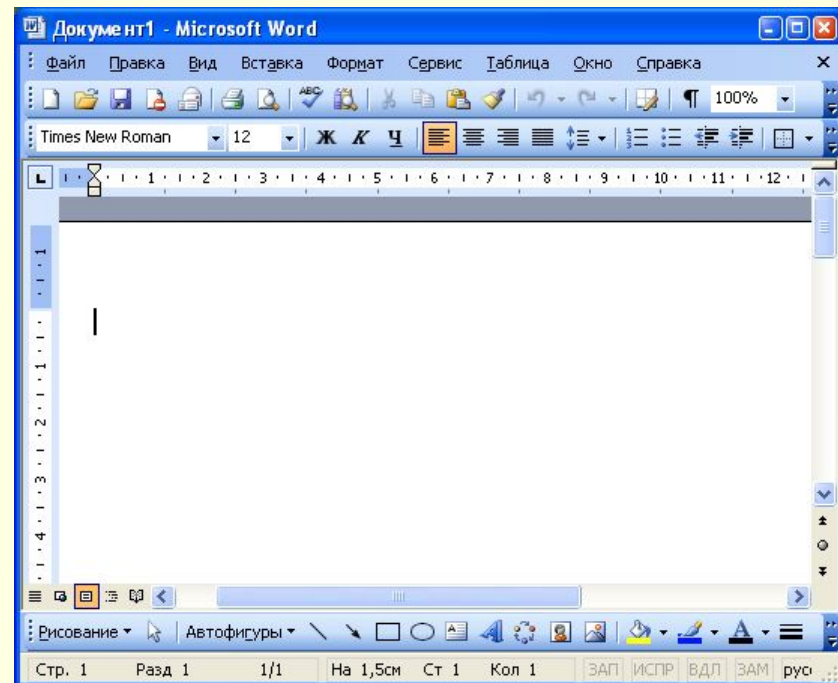 Документ1 - Microsoft Word
Файл Правка Вид Вставка Формат Сервис Таблица Окно Справка
ABC ¶ 100%
Times New Roman 12 Ж К Ч
L 1 2 3 4 5 6 7 8 9 10 11 12
1
1
2
3
4
Рисование Автофигуры А
Стр. 1 Разд 1 1/1 На 1,5см Ст 1 Кол 1 ЗАП ИСПР ВДЛ ЗАМ русс